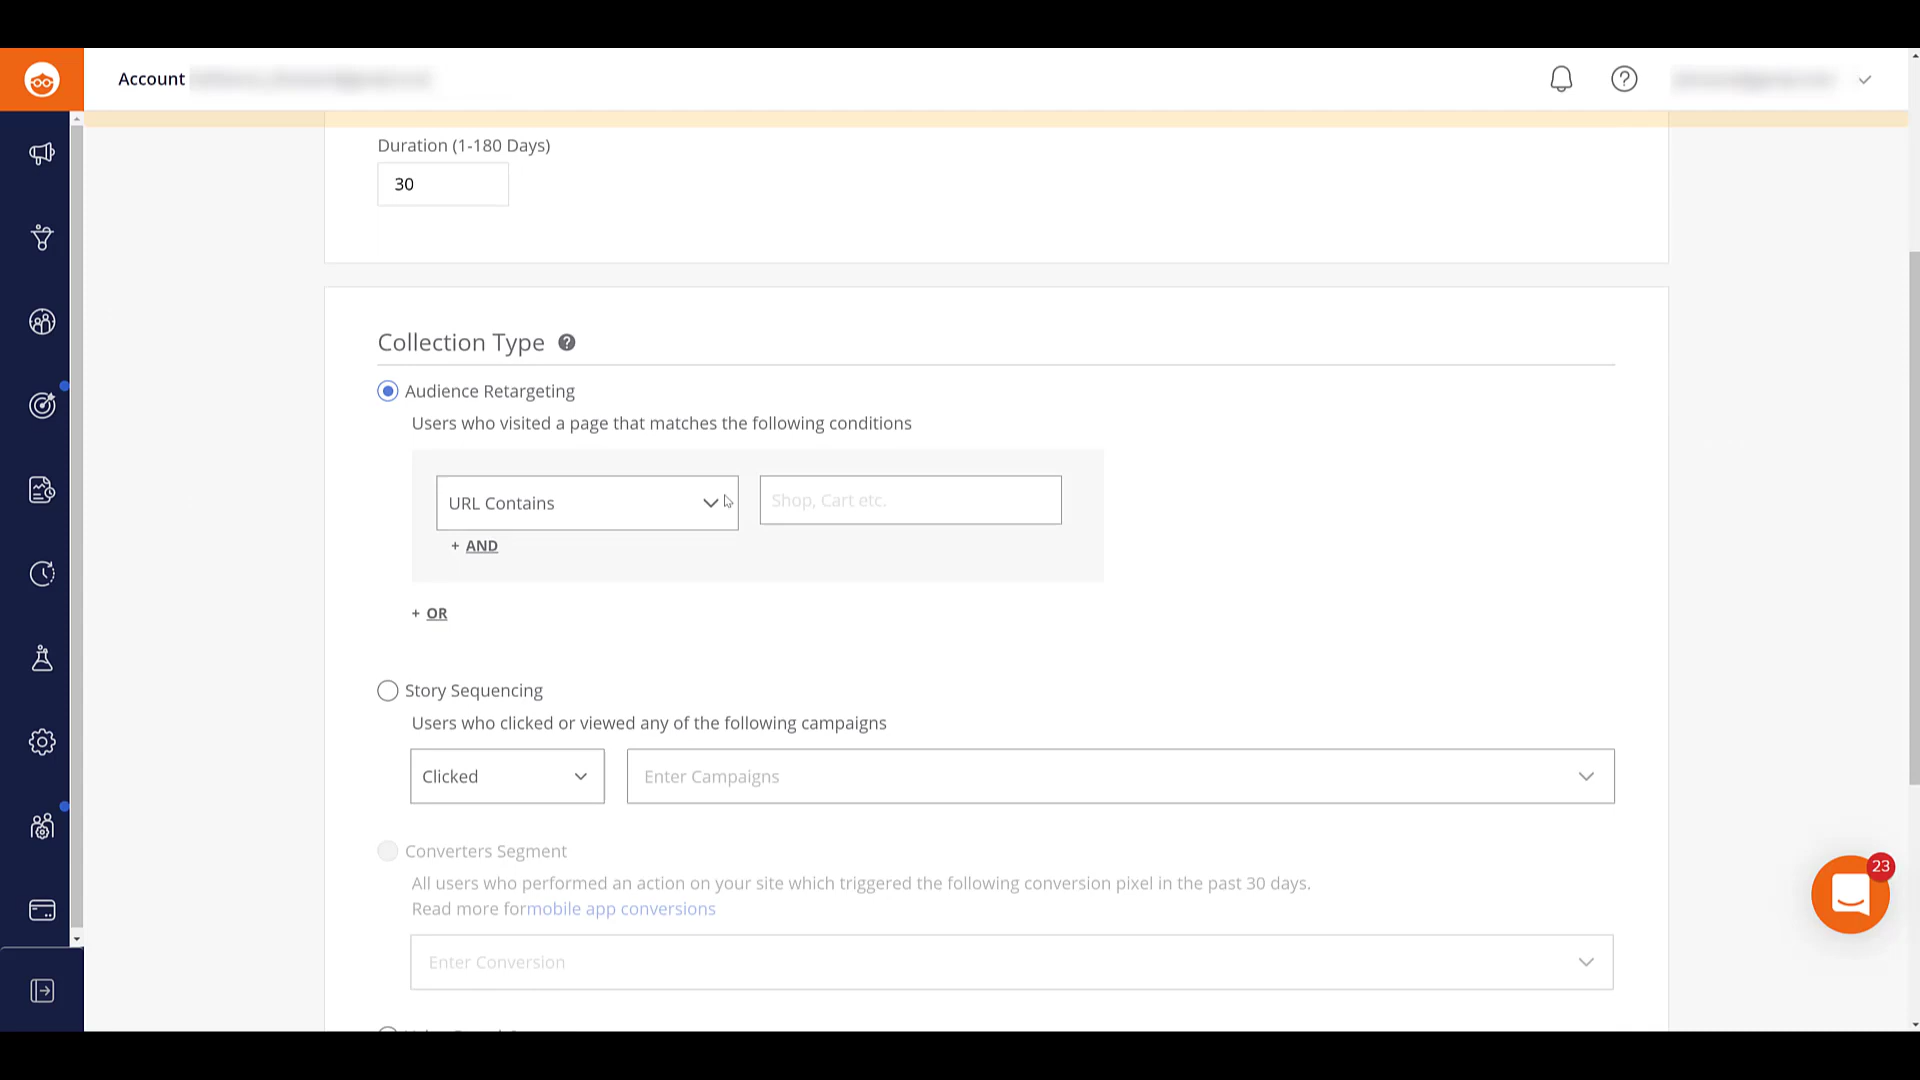 Account
Duration (1-180 Days)
30
Collection Type
Audience Retargeting
Users who visited a page that matches the following conditions
URL Contains
Shop, Cart etc.
+ AND
+ OR
Story Sequencing
Users who clicked or viewed any of the following campaigns
Clicked
Enter Campaigns
Converters Segment
All users who performed an action on your site which triggered the following conversion pixel in the past 30 days.
Read more formobile app conversions
Enter Conversion
23